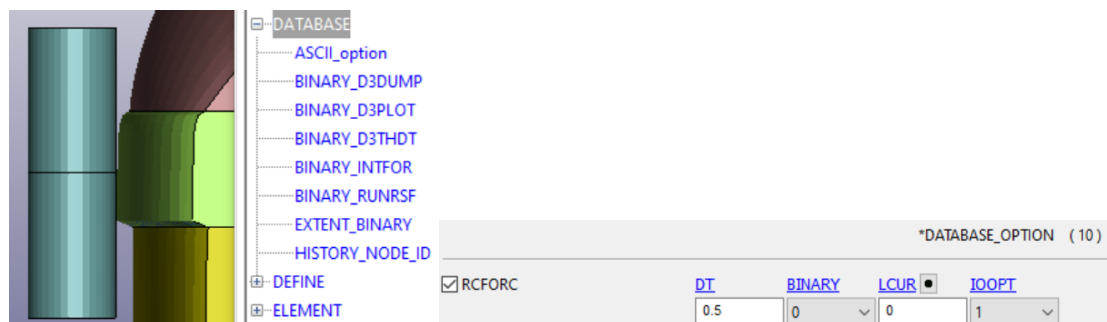 DATABASE
ASCII_option
BINARY_D3DUMP
BINARY_D3PLOT
BINARY_D3THDT
BINARY_INTFOR
BINARY_RUNRSF
EXTENT_BINARY
HISTORY_NODE_ID
DEFINE
ELEMENT
*DATABASE_OPTION (10)
RCFORC DT BINARY LCUR IOOPT
0.5 0 0 1